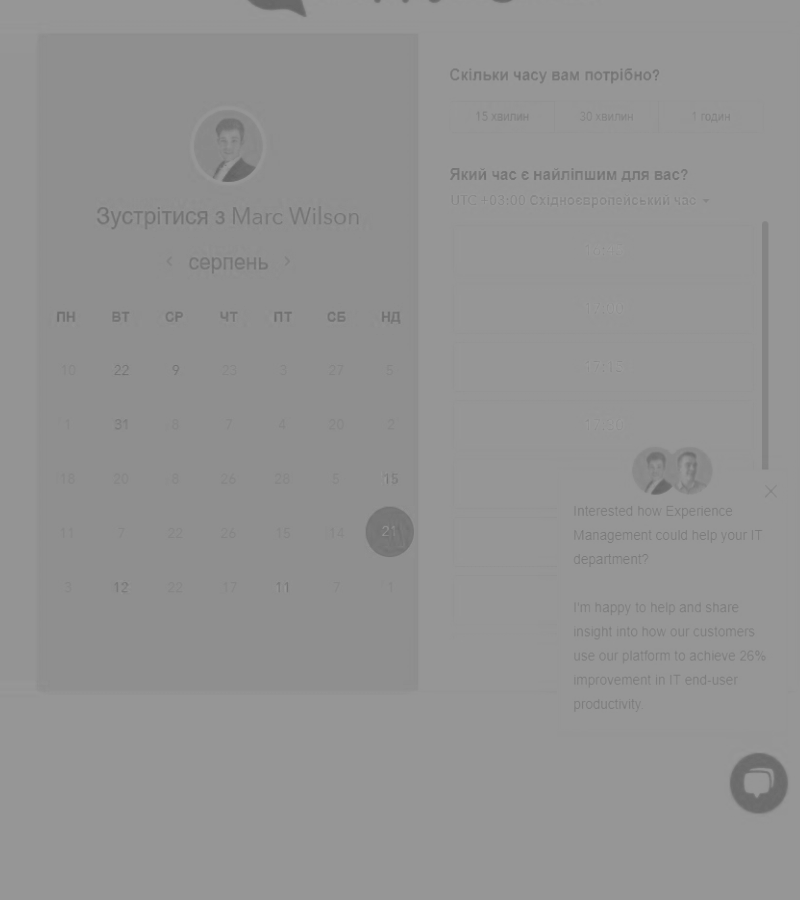 Скільки часу вам потрібно?
15 хвилин 30 хвилин 1 годин
Який час є найліпшим для вас?
UTC +03:00 Східноєвропейський час
Зустрітися з Marc Wilson
серпень
ПН ВТ СР ЧТ ПТ СБ НД
10 22 9 23 3 27 5
1 31 8 7 4 20 2
18 20 8 26 28 5 15
11 7 22 26 15 14 21
3 12 22 17 11 7 1
17:15
Interested how Experience
Management could help your IT
department?
I'm happy to help and share
insight into how our customers
use our platform to achieve 26%
improvement in IT end-user
productivity.